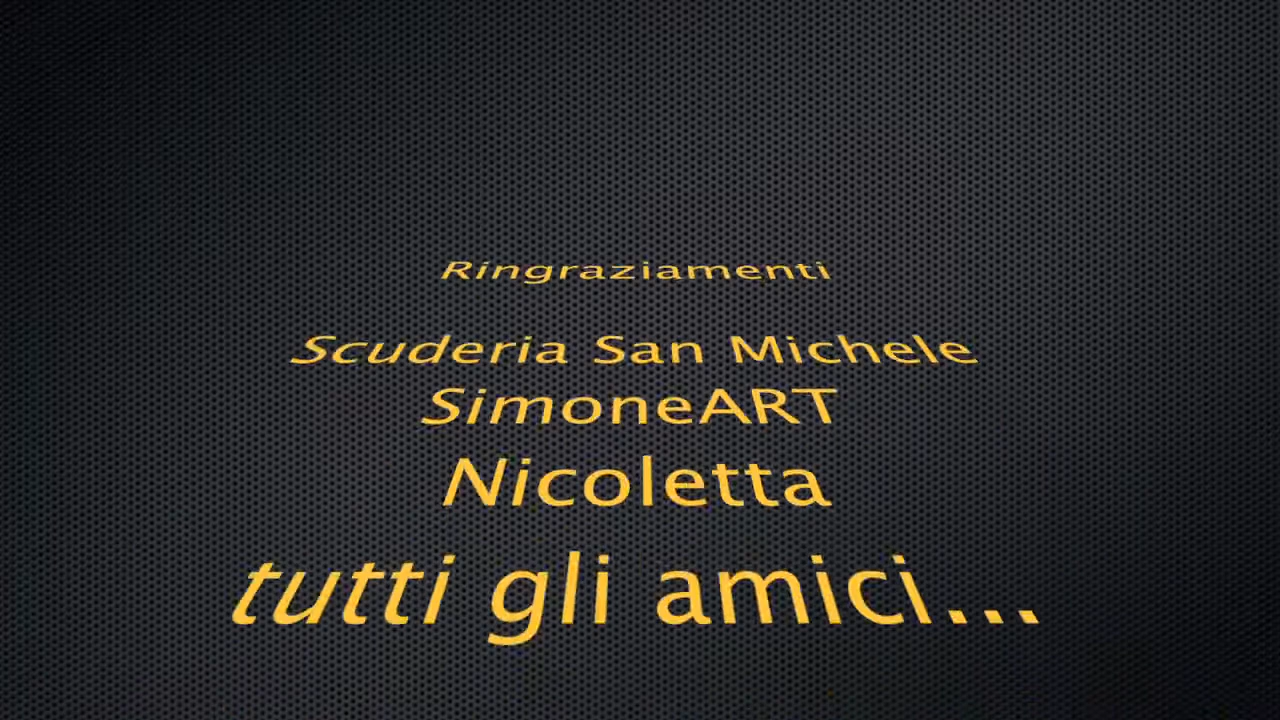 Ringraziamenti
Scuderia San Michele
SimoneART
Nicoletta
tutti gli amici...